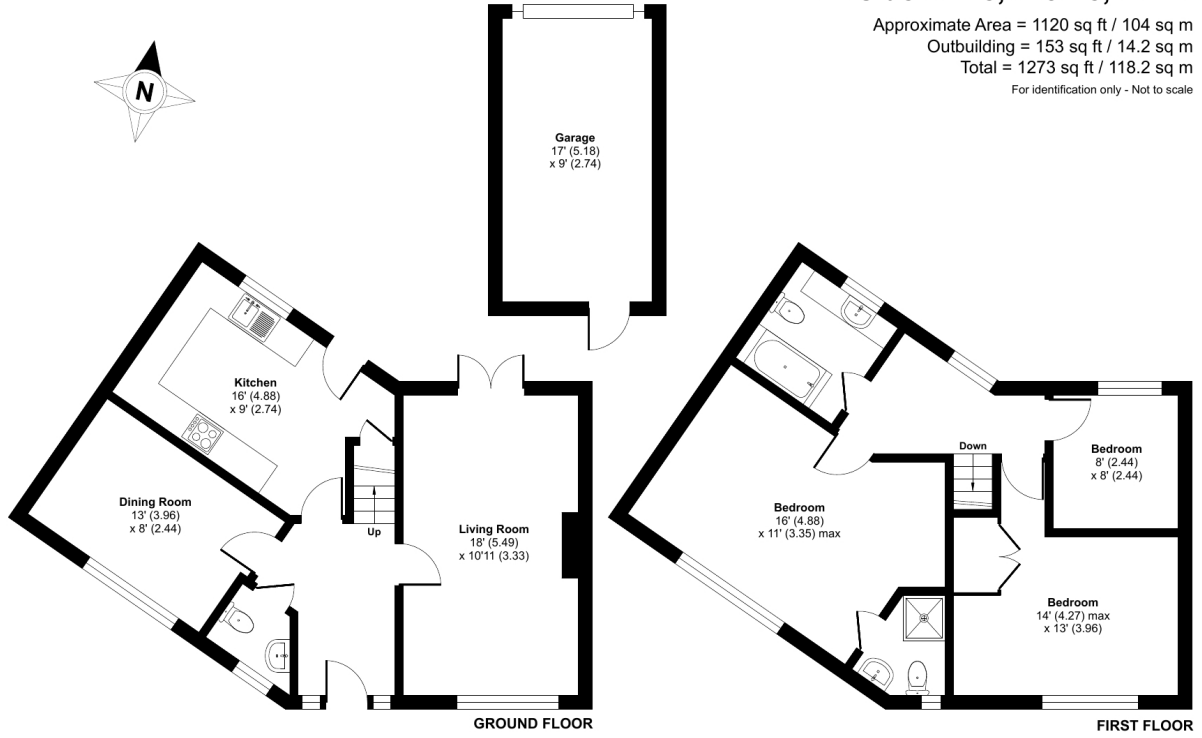 Approximate Area = 1120 sq ft / 104 sq m
Outbuilding = 153 sq ft / 14.2 sq m
Total = 1273 sq ft / 118.2 sq m
For identification only - Not to scale
N
Garage
17' (5.18)
x 9' (2.74)
Kitchen
16' (4.88)
x 9' (2.74)
Dining Room
13' (3.96)
x 8' (2.44)
Up
Living Room
18' (5.49)
x 10'11 (3.33)
GROUND FLOOR
Down
Bedroom
8' (2.44)
x 8' (2.44)
Bedroom
16' (4.88)
x 11' (3.35) max
Bedroom
14' (4.27) max
x 13' (3.96)
FIRST FLOOR